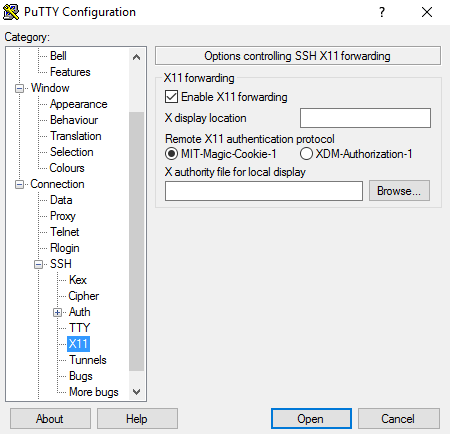 PuTTY Configuration
?
Category:
Bell
Features
Window
Appearance
Behaviour
Translation
Selection
Colours
Connection
Data
Proxy
Telnet
Rlogin
SSH
Kex
Cipher
Auth
TTY
X11
Tunnels
Bugs
More bugs
Options controlling SSH X11 forwarding
X11 forwarding
Enable X11 forwarding
X display location
Remote X11 authentication protocol
MIT-Magic-Cookie-1 XDM-Authorization-1
X authority file for local display
Browse...
About Help Open Cancel